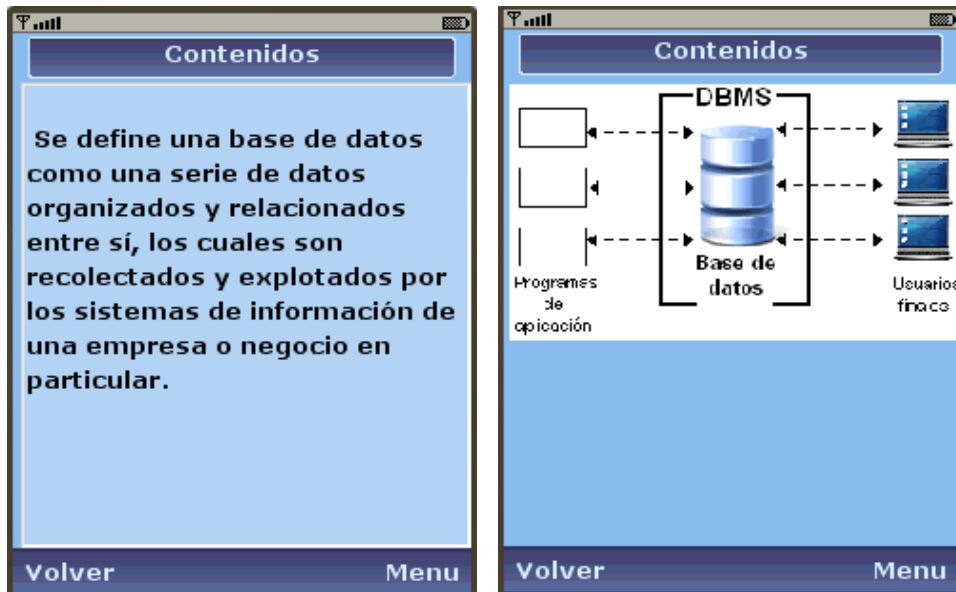 Contenidos
Se define una base de datos
como una serie de datos
organizados y relacionados
entre sí, los cuales son
recolectados y explotados por
los sistemas de información de
una empresa o negocio en
particular.
Volver Menu
Contenidos
DBMS
Base de
datos
Programas
de
apicación
Usuarios
Volver Menu